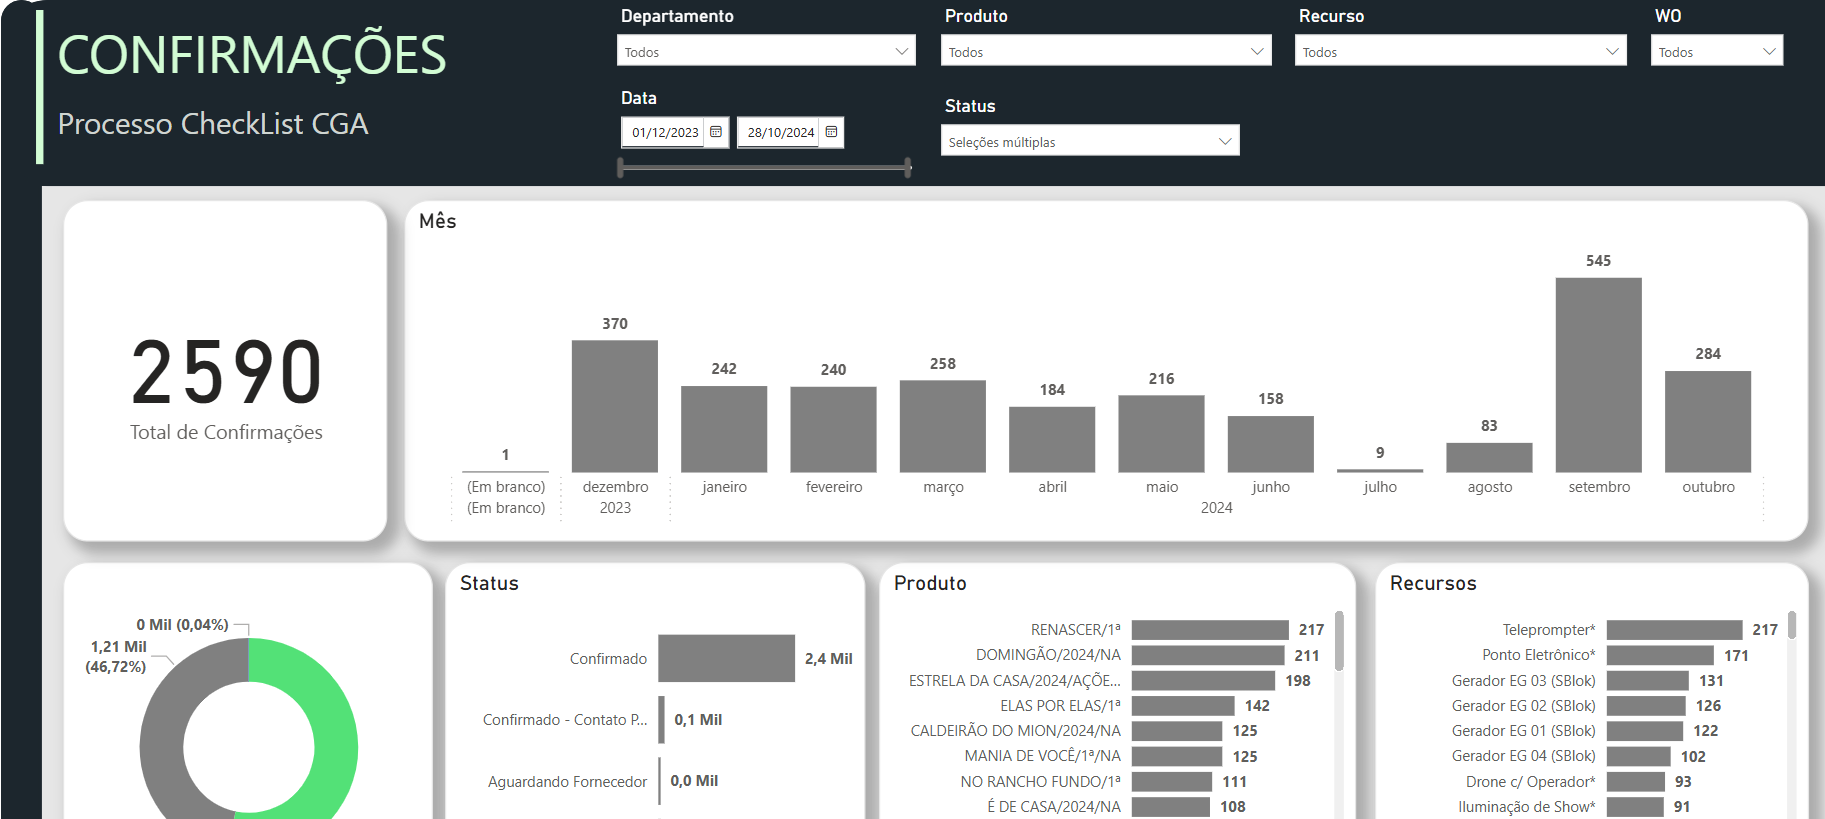 CONFIRMAÇÕES
Processo CheckList CGA
Departamento
Todos
Produto
Todos
Recurso
Todos
WO
Todos
Data
01/12/2023
28/10/2024
Status
Seleções múltiplas
2590
Total de Confirmações
Mês
1
370
242
240
258
184
216
158
9
83
545
284
(Em branco)
dezembro
janeiro
fevereiro
março
abril
maio
junho
julho
agosto
setembro
outubro
(Em branco)
2023
2024
0 Mil (0,04%)
1,21 Mil
(46,72%)
Status
Confirmado 2,4 Mil
Confirmado - Contato P... 0,1 Mil
Aguardando Fornecedor 0,0 Mil
Produto
RENASCER/1ª 217
DOMINGÃO/2024/NA 211
ESTRELA DA CASA/2024/AÇÕE... 198
ELAS POR ELAS/1ª 142
CALDEIRÃO DO MION/2024/NA 125
MANIA DE VOCÊ/1ª/NA 125
NO RANCHO FUNDO/1ª 111
É DE CASA/2024/NA 108
Recursos
Teleprompter* 217
Ponto Eletrônico* 171
Gerador EG 03 (SBlok) 131
Gerador EG 02 (SBlok) 126
Gerador EG 01 (SBlok) 122
Gerador EG 04 (SBlok) 102
Drone c/ Operador* 93
Iluminação de Show* 91